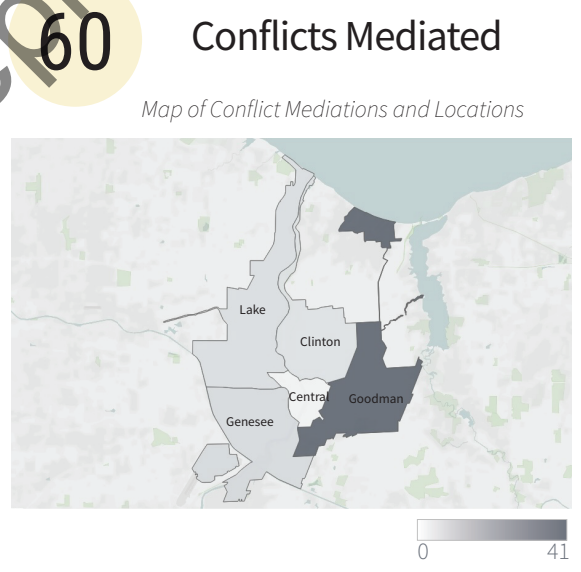 60
Conflicts Mediated
Map of Conflict Mediations and Locations
Lake
Clinton
Central
Goodman
Genesee
0
41